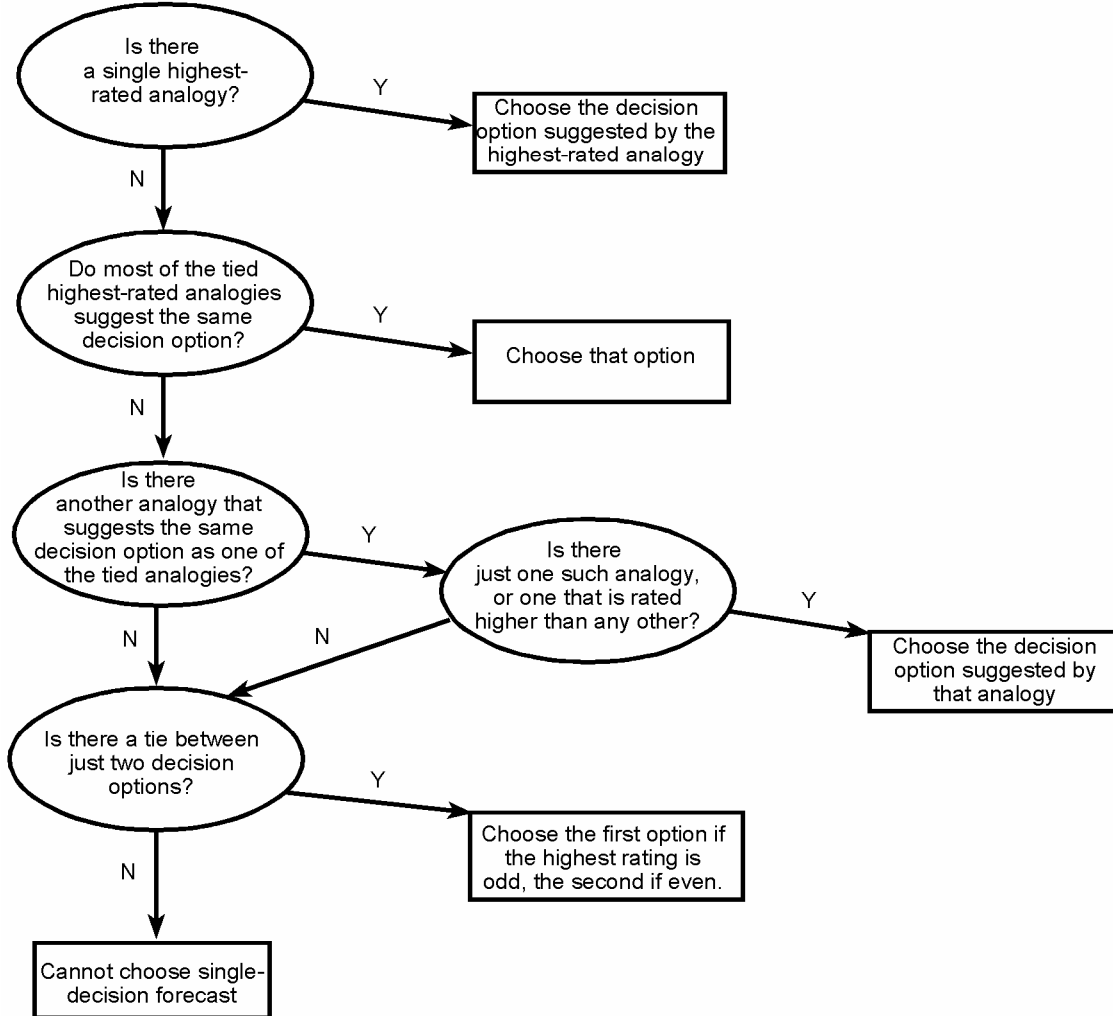 Is there
a single highest-
rated analogy?
Y
Choose the decision
option suggested by the
highest-rated analogy
N
Do most of the tied
highest-rated analogies
suggest the same
decision option?
Y
Choose that option
N
Is there
another analogy that
suggests the same
decision option as one of
the tied analogies?
Y
Is there
just one such analogy,
or one that is rated
higher than any other?
Y
Choose the decision
option suggested by
that analogy
N
N
Is there a tie between
just two decision
options?
Y
Choose the first option if
the highest rating is
odd, the second if even.
N
Cannot choose single-
decision forecast